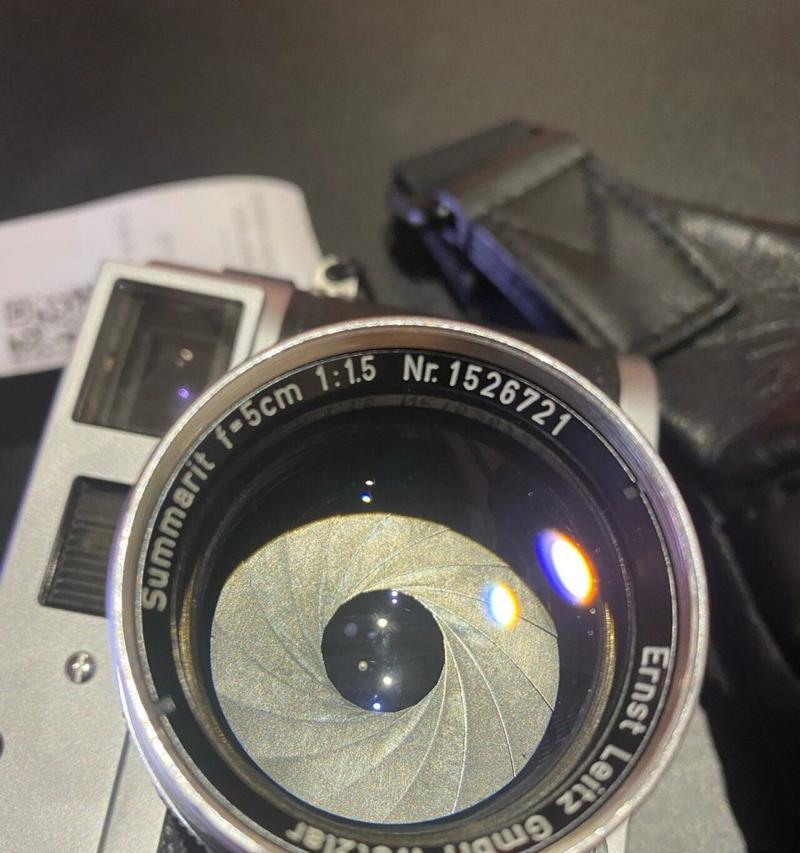 Summarit f=5cm 1:1.5 Nr. 1526721
Ernst Leitz GmbH Wetzlar